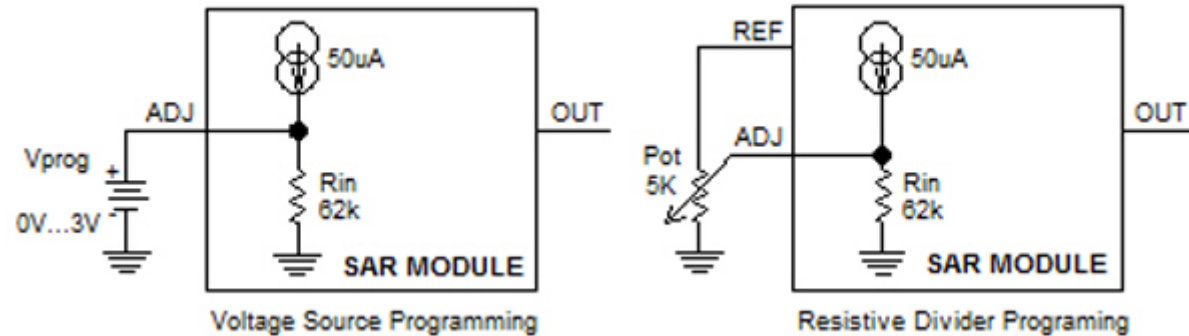 50uA
ADJ
OUT
Vprog
+
-
0V...3V
Rin
62k
SAR MODULE
Voltage Source Programming
REF
50uA
ADJ
OUT
Pot
5K
Rin
62k
SAR MODULE
Resistive Divider Programing